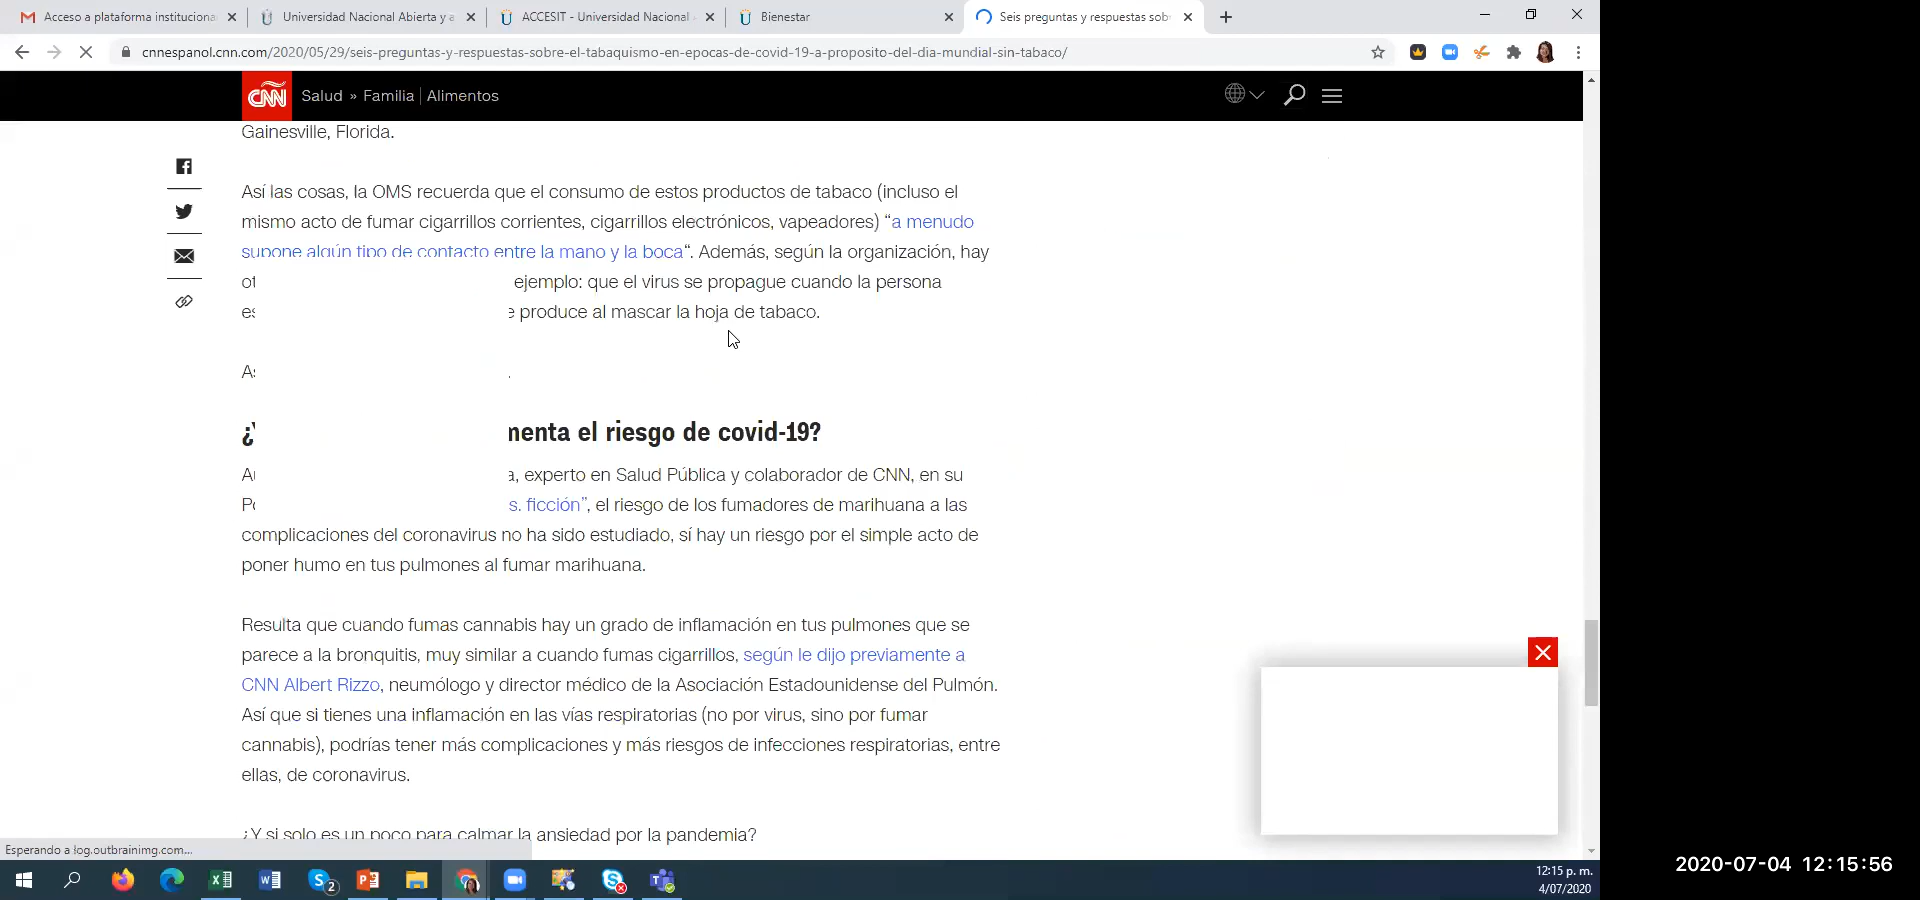 Acceso a plataforma instituciona
Universidad Nacional Abierta y a
ACCESIT - Universidad Nacional
Bienestar
Seis preguntas y respuestas sob
cnnespanol.cnn.com/2020/05/29/seis-preguntas-y-respuestas-sobre-el-tabaquismo-en-epocas-de-covid-19-a-proposito-del-dia-mundial-sin-tabaco/
CNN Salud » Familia | Alimentos
Gainesville, Florida.
Así las cosas, la OMS recuerda que el consumo de estos productos de tabaco (incluso el
mismo acto de fumar cigarrillos corrientes, cigarrillos electrónicos, vapeadores) “a menudo
supone algún tipo de contacto entre la mano y la boca“. Además, según la organización, hay
ot ejemplo: que el virus se propague cuando la persona
es e produce al mascar la hoja de tabaco.
As .
¿Y menta el riesgo de covid-19?
Au a, experto en Salud Pública y colaborador de CNN, en su
Po s. ficción”, el riesgo de los fumadores de marihuana a las
complicaciones del coronavirus no ha sido estudiado, sí hay un riesgo por el simple acto de
poner humo en tus pulmones al fumar marihuana.
Resulta que cuando fumas cannabis hay un grado de inflamación en tus pulmones que se
parece a la bronquitis, muy similar a cuando fumas cigarrillos, según le dijo previamente a
CNN Albert Rizzo, neumólogo y director médico de la Asociación Estadounidense del Pulmón.
Así que si tienes una inflamación en las vías respiratorias (no por virus, sino por fumar
cannabis), podrías tener más complicaciones y más riesgos de infecciones respiratorias, entre
ellas, de coronavirus.
¿Y si solo es un poco para calmar la ansiedad por la pandemia?
Esperando a log.outbrainimg.com...
12:15 p. m.
4/07/2020
2020-07-04 12:15:56